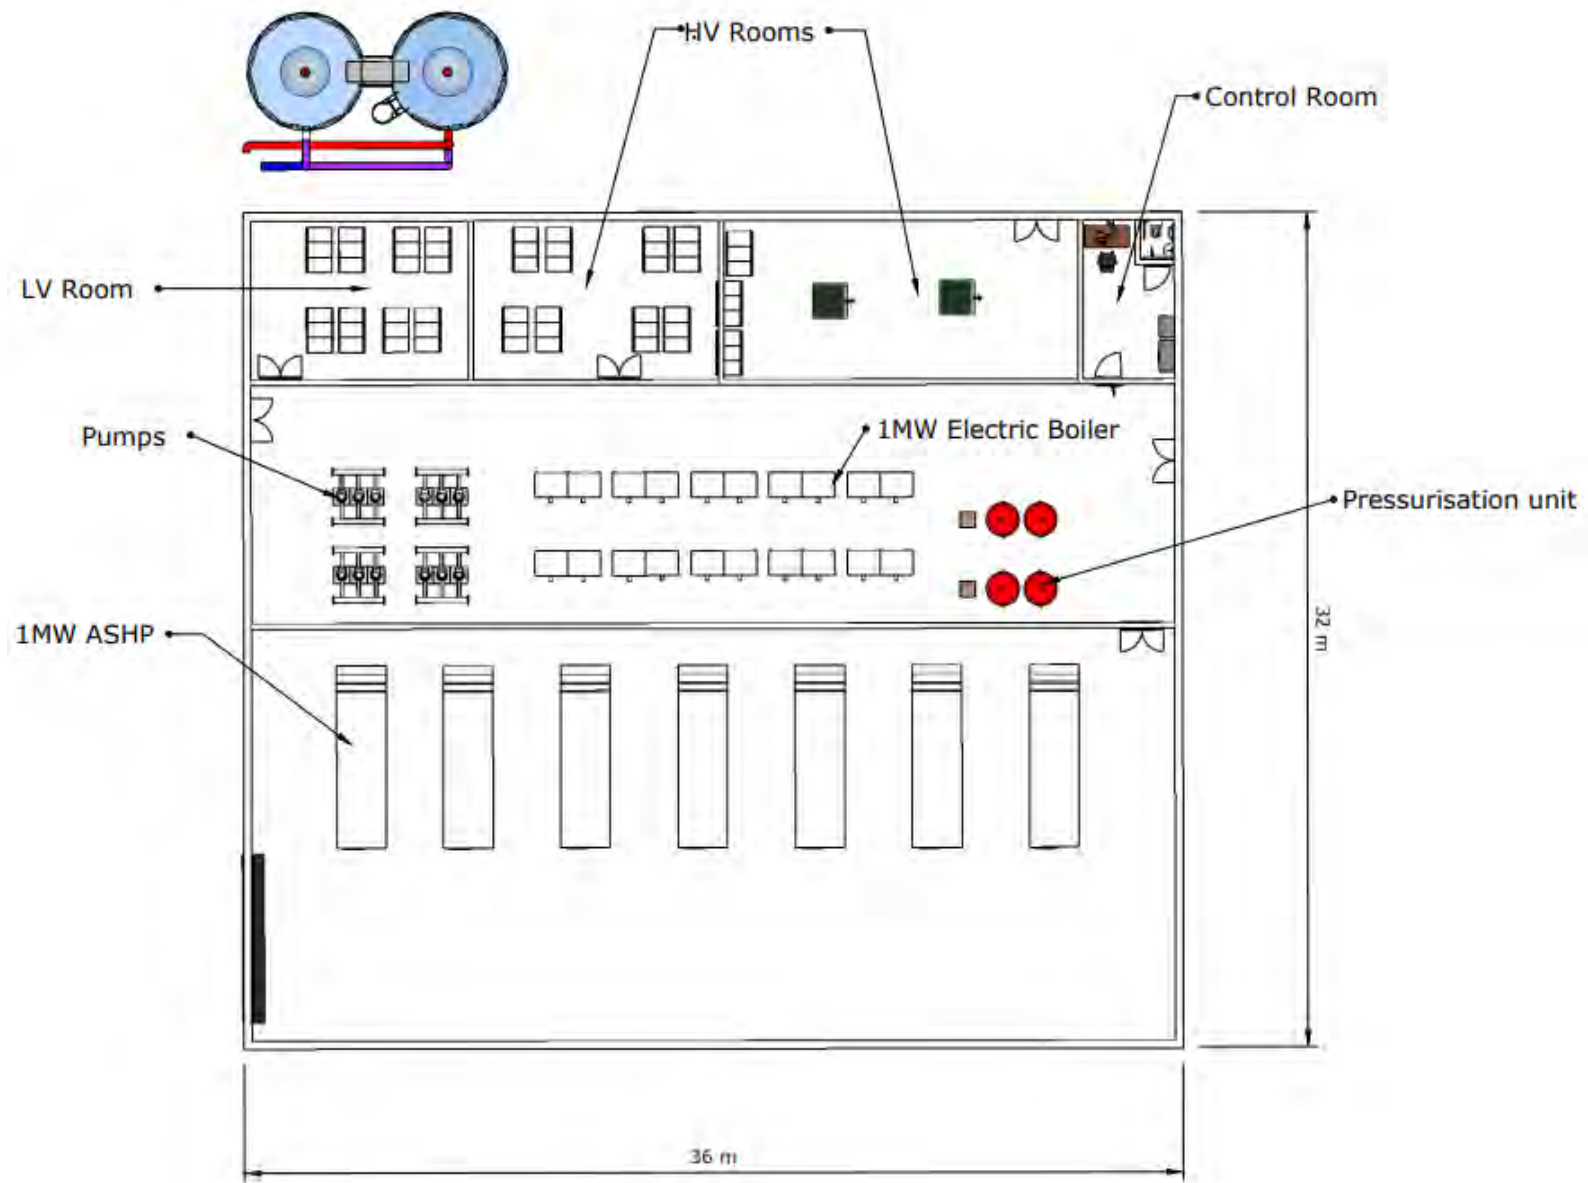 HV Rooms
Control Room
LV Room
Pumps
1MW Electric Boiler
Pressurisation unit
1MW ASHP
32 m
36 m